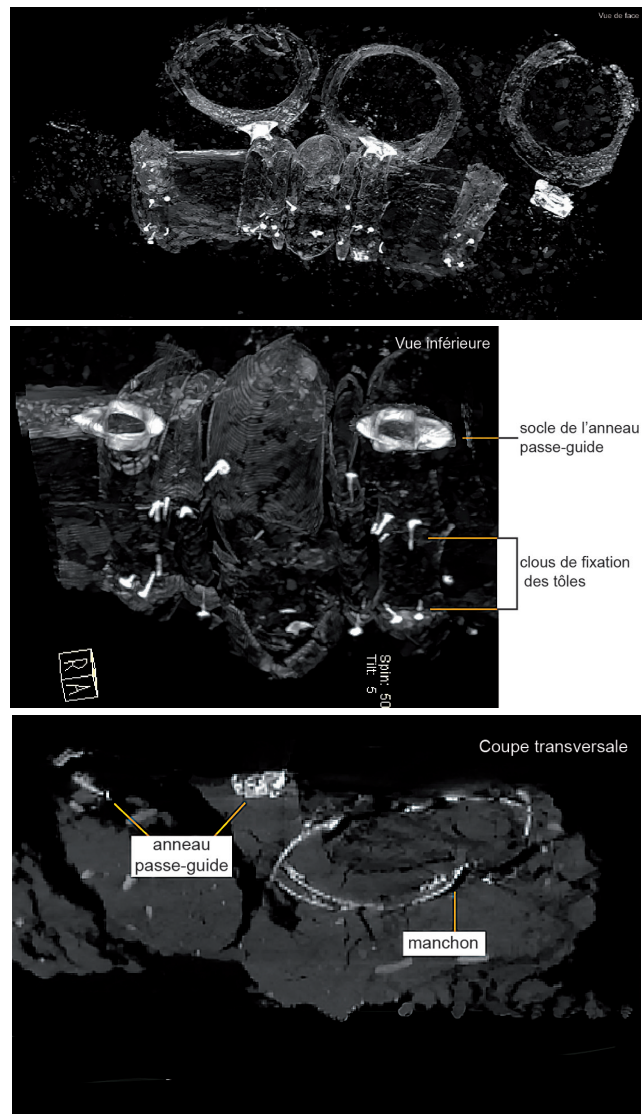 Vue de face
Vue inférieure
socle de l'anneau
passe-guide
clous de fixation
des tôles
RIA
Spin: 50
Tilt: 5
Coupe transversale
anneau
passe-guide
manchon